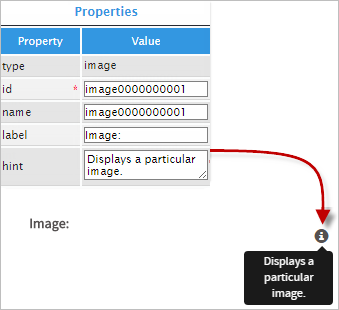 Properties
Property Value
type image
id * image0000000001
name image0000000001
label Image:
hint Displays a particular
image.
Image:
Displays a
particular
image.